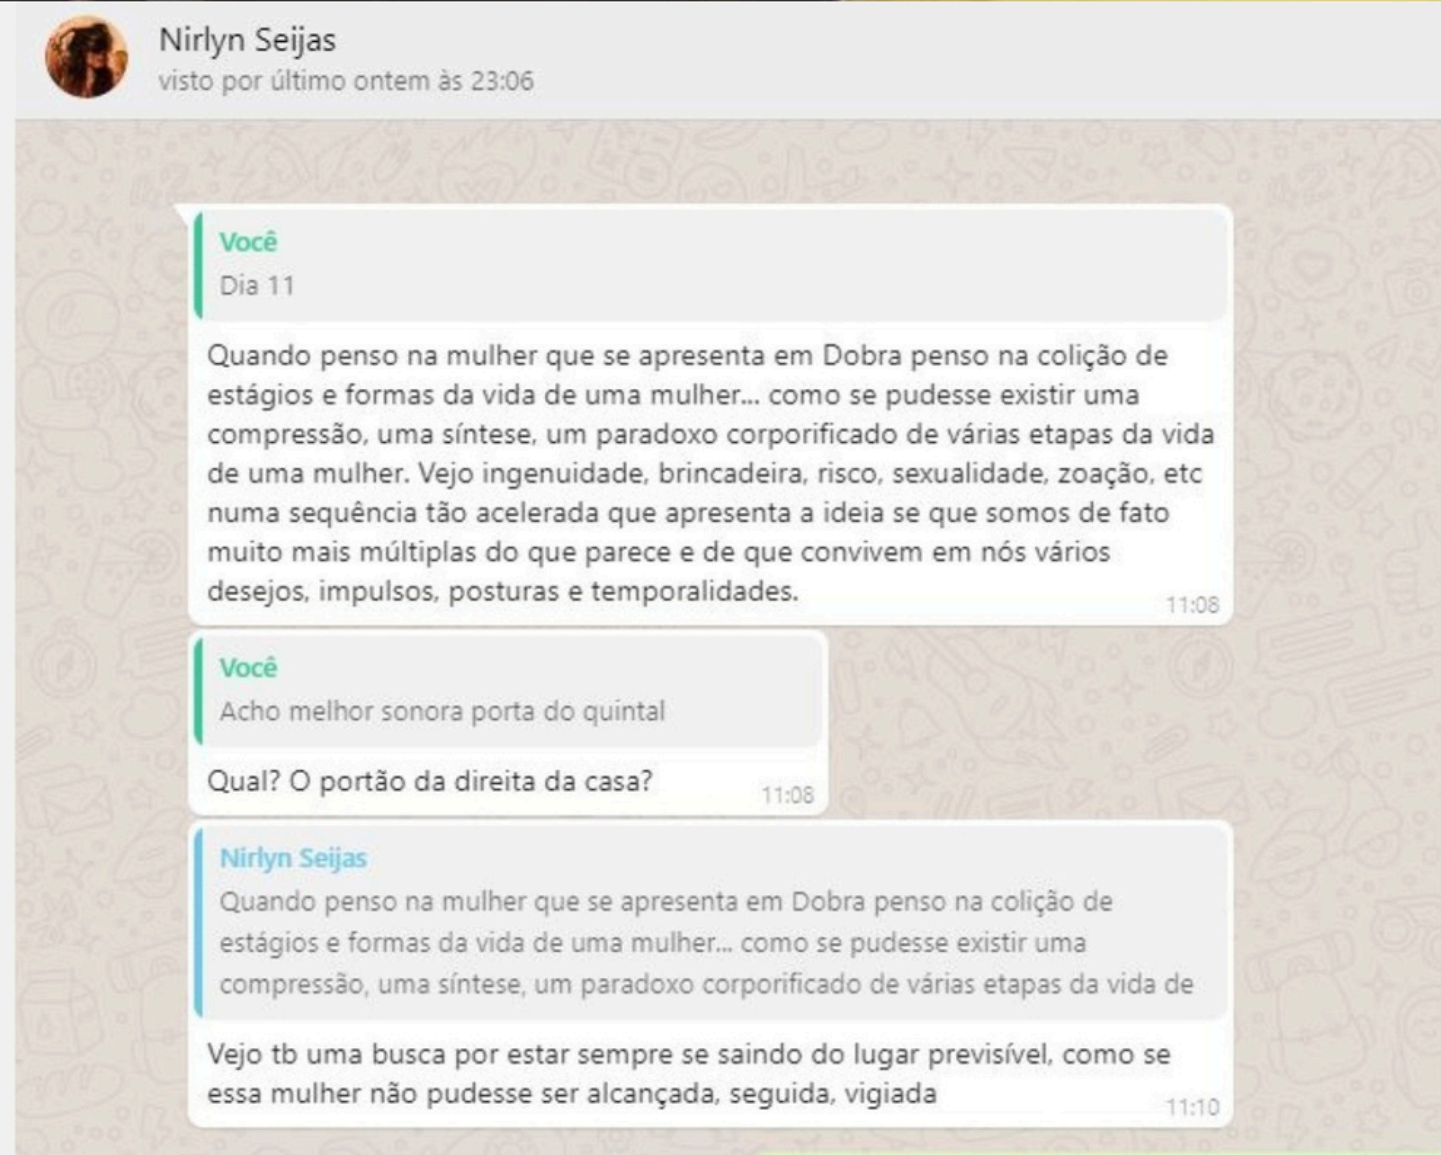 Nirlyn Seijas
visto por último ontem às 23:06
Você
Dia 11
Quando penso na mulher que se apresenta em Dobra penso na colição de
estágios e formas da vida de uma mulher... como se pudesse existir uma
compressão, uma síntese, um paradoxo corporificado de várias etapas da vida
de uma mulher. Vejo ingenuidade, brincadeira, risco, sexualidade, zoação, etc
numa sequência tão acelerada que apresenta a ideia se que somos de fato
muito mais múltiplas do que parece e de que convivem em nós vários
desejos, impulsos, posturas e temporalidades.
11:08
Você
Acho melhor sonora porta do quintal
Qual? O portão da direita da casa?
11:08
Nirlyn Seijas
Quando penso na mulher que se apresenta em Dobra penso na colição de
estágios e formas da vida de uma mulher... como se pudesse existir uma
compressão, uma síntese, um paradoxo corporificado de várias etapas da vida de
Vejo tb uma busca por estar sempre se saindo do lugar previsível, como se
essa mulher não pudesse ser alcançada, seguida, vigiada
11:10